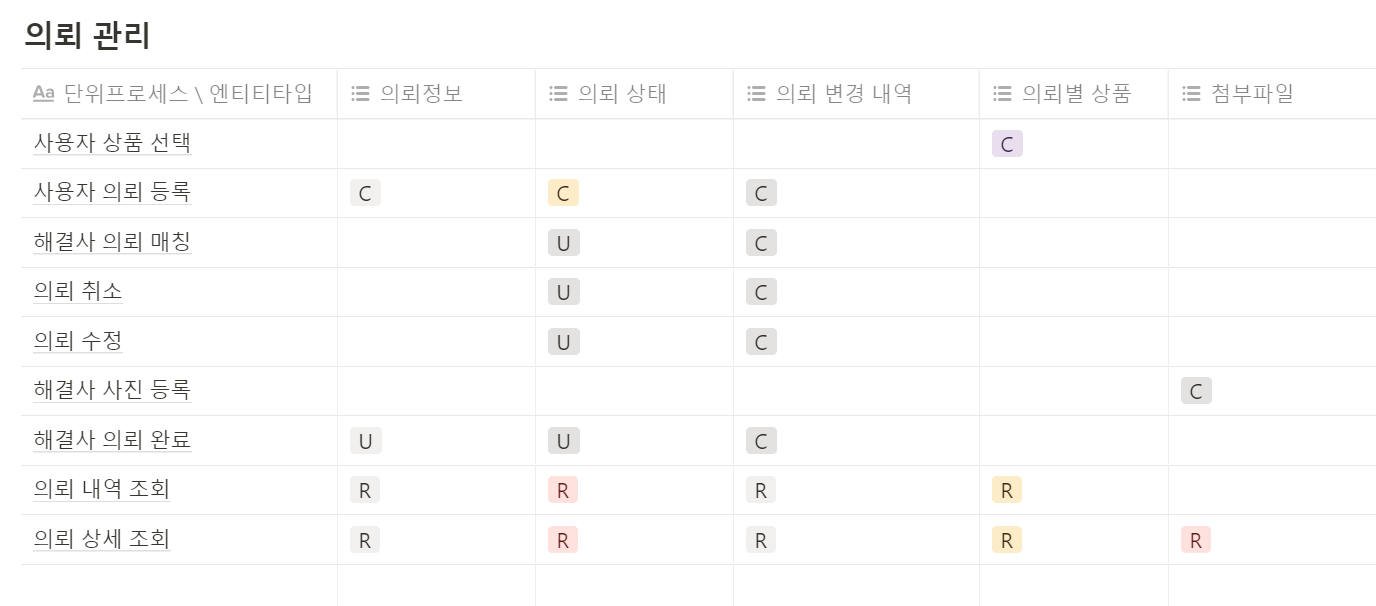 의뢰 관리
Aa 단위프로세스 \ 엔티티타입 의뢰정보 의뢰 상태 의뢰 변경 내역 의뢰별 상품 첨부파일
사용자 상품 선택 C
사용자 의뢰 등록 C C C
해결사 의뢰 매칭 U C
의뢰 취소 U C
의뢰 수정 U C
해결사 사진 등록 C
해결사 의뢰 완료 U U C
의뢰 내역 조회 R R R R
의뢰 상세 조회 R R R R R